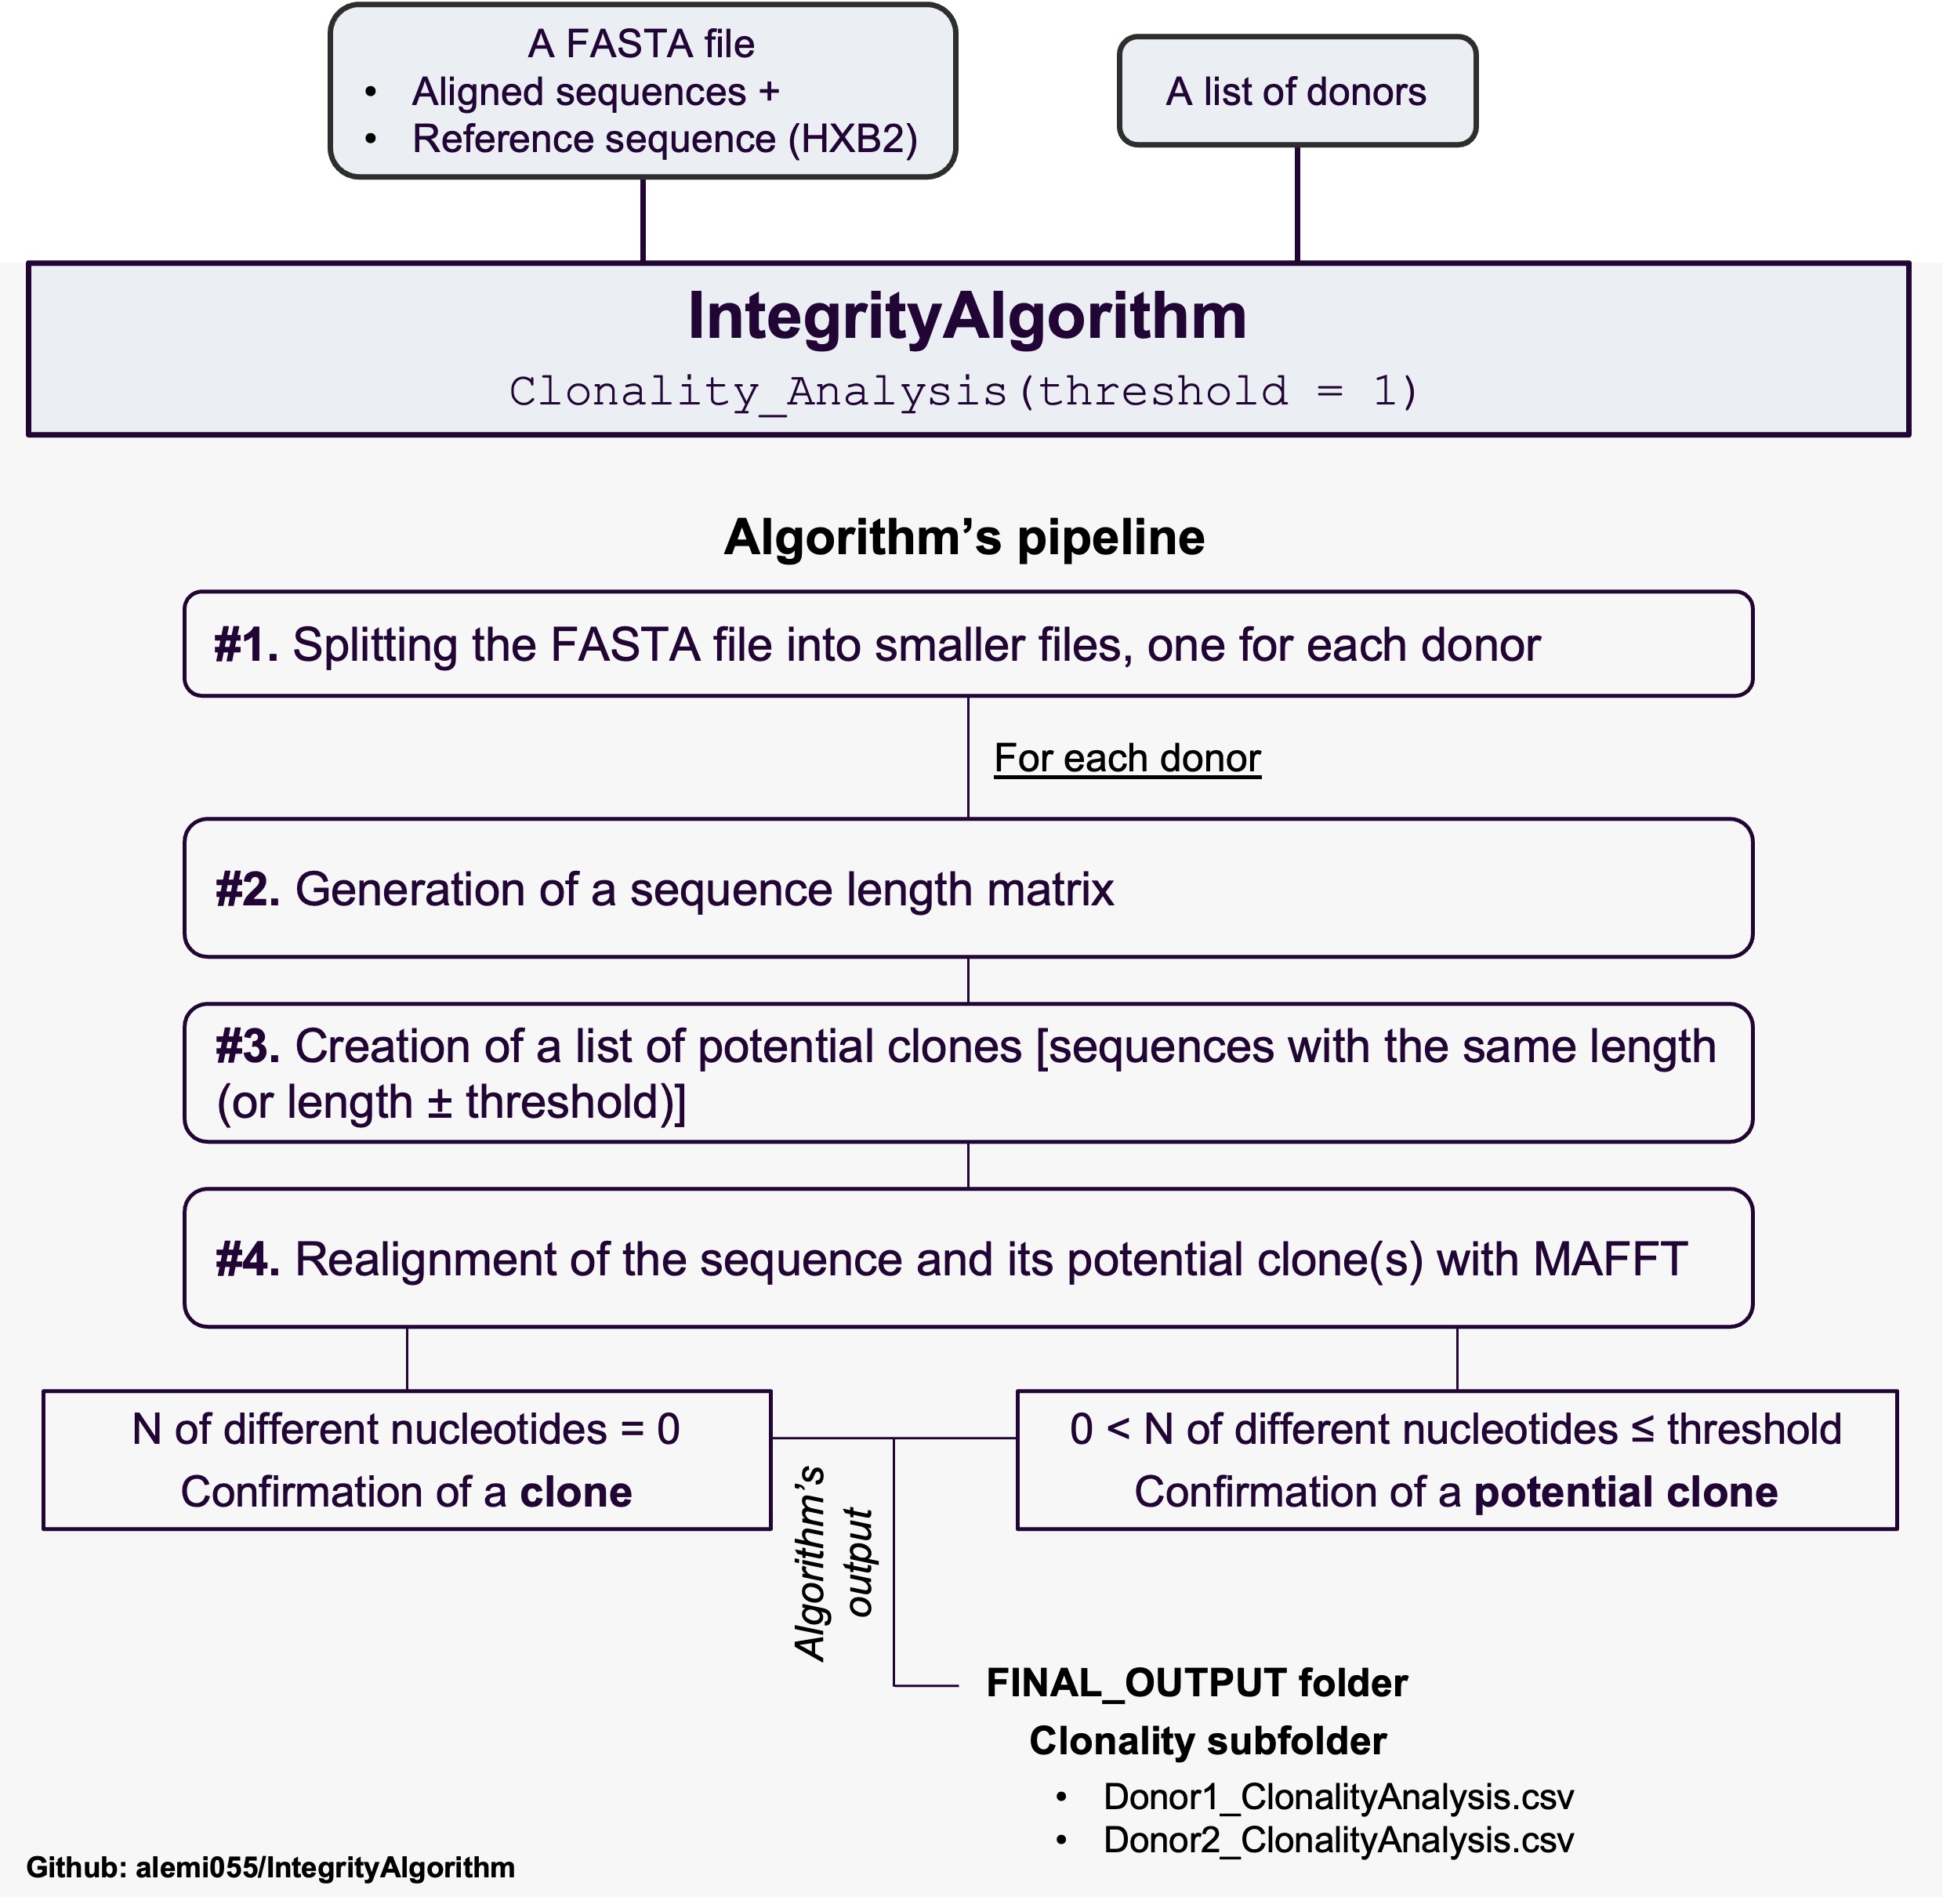 A FASTA file
• Aligned sequences +
• Reference sequence (HXB2)
A list of donors
IntegrityAlgorithm
Clonality_Analysis(threshold = 1)
Algorithm’s pipeline
#1. Splitting the FASTA file into smaller files, one for each donor
For each donor
#2. Generation of a sequence length matrix
#3. Creation of a list of potential clones [sequences with the same length
(or length ± threshold)]
#4. Realignment of the sequence and its potential clone(s) with MAFFT
N of different nucleotides = 0
Confirmation of a clone
0 < N of different nucleotides ≤ threshold
Confirmation of a potential clone
Algorithm’s
output
FINAL_OUTPUT folder
Clonality subfolder
• Donor1_ClonalityAnalysis.csv
• Donor2_ClonalityAnalysis.csv
Github: alemi055/IntegrityAlgorithm